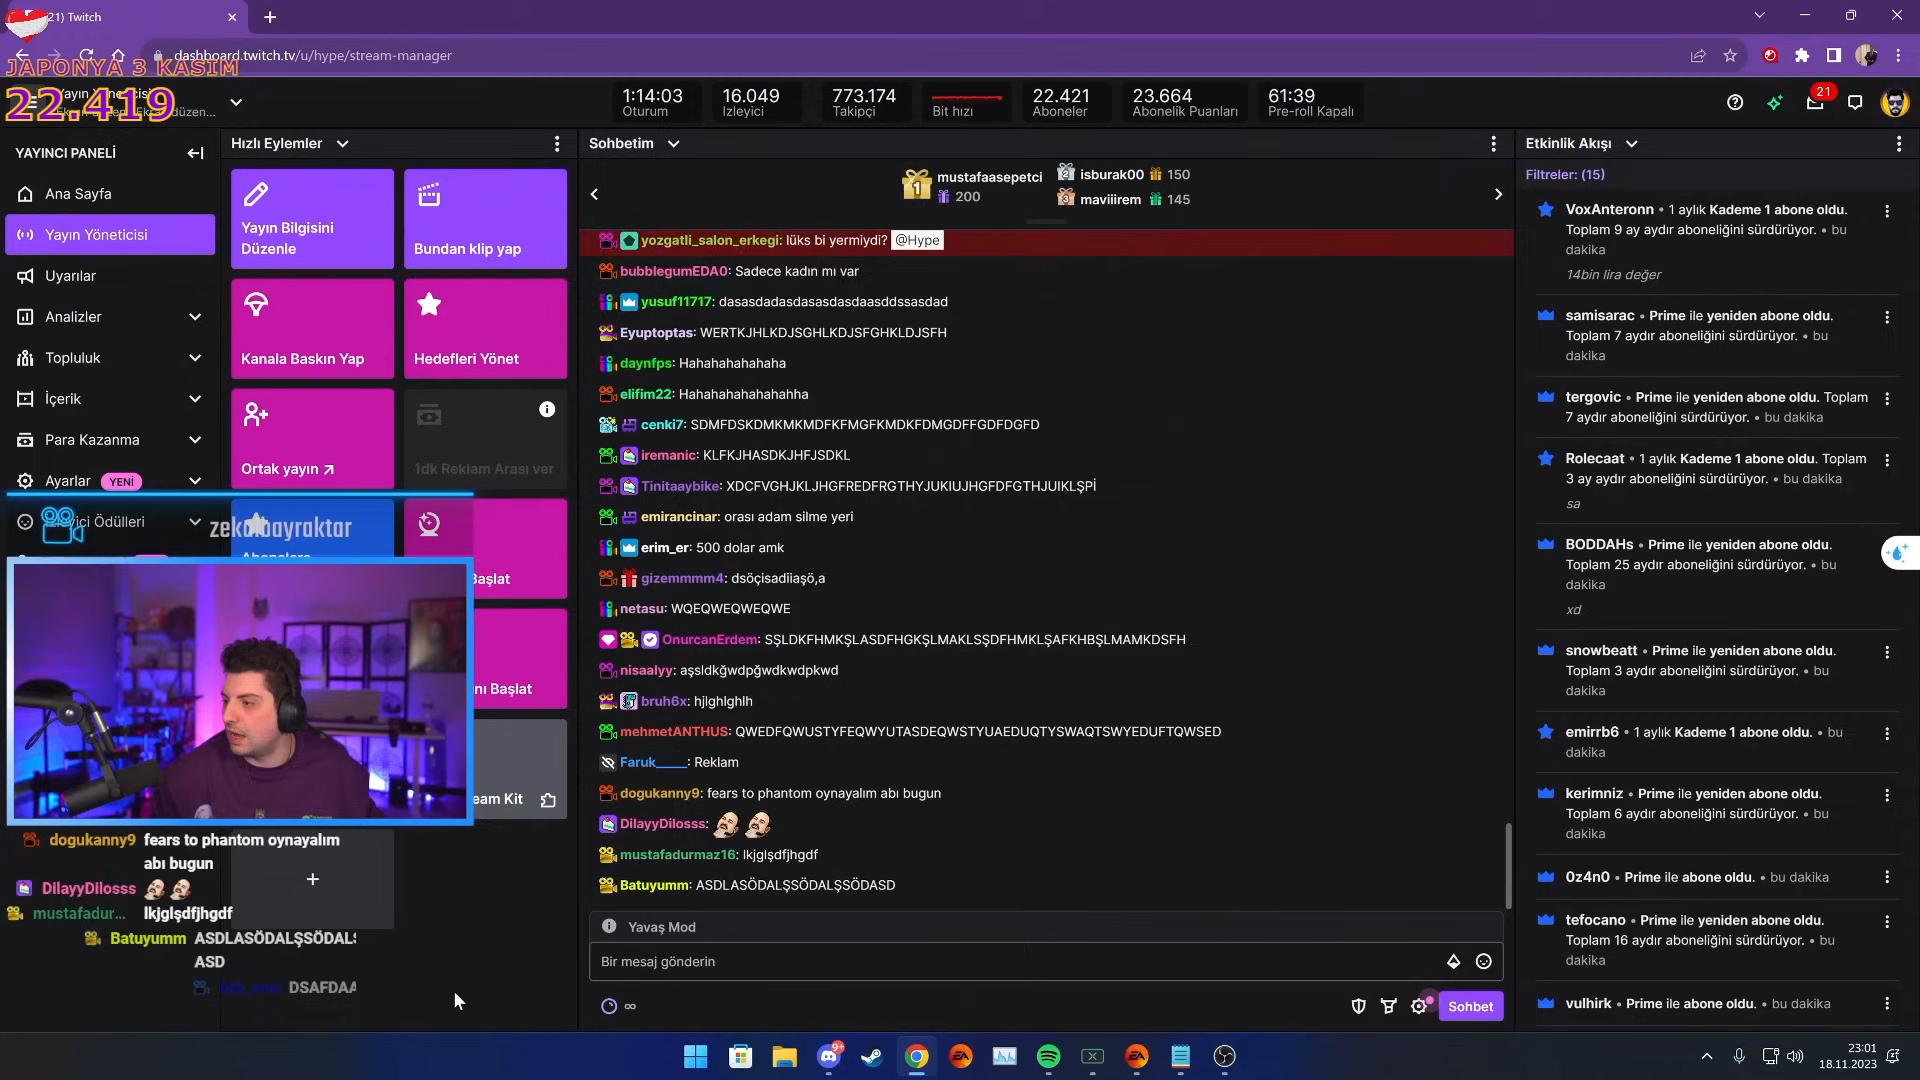 21) Twitch
dashboard.twitch.tv/u/hype/stream-manager
JAPONYA 3 KASIM
22.419
1:14:03
Oturum
16.049
İzleyici
773.174
Takipçi
Bit hızı
22.421
Aboneler
23.664
Abonelik Puanları
61:39
Pre-roll Kapalı
21
YAYINCI PANELİ
Ana Sayfa
Yayın Yöneticisi
Uyarılar
Analizler
Topluluk
İçerik
Para Kazanma
Ayarlar YENİ
zekaibayraktar
Hızlı Eylemler
Yayın Bilgisini
Düzenle
Bundan klip yap
Kanala Baskın Yap
Hedefleri Yönet
Ortak yayın
1dk Reklam Arası ver
dogukanny9 fears to phantom oynayalım
abı bugun
DilayyDilosss
mustafadur... lkjglşdfjhgdf
Batuyumm ASDLASÖDALŞSÖDALŞ
ASD
DSAFDAA
Sohbetim
mustafaasepetci
200
isburak00 150
maviiirem 145
yozgatli_salon_erkegi: lüks bi yermiydi? @Hype
bubblegumEDA0: Sadece kadın mı var
yusuf11717: dasasdadasdasasdasdaasddssasdad
Eyuptoptas: WERTKJHLKDJSGHLKDJSFGHKLDJSFH
daynfps: Hahahahahahaha
elifim22: Hahahahahahahahha
cenki7: SDMFDSKDMKMKMDFKFMGFKMDKFDMGDFFGDFDGFD
iremanic: KLFKJHASDKJHFJSDKL
Tinitaaybike: XDCFVGHJKLJHGFREDFRGTHYJUKIUJHGFDFGTHJUIKLŞPİ
emirancinar: orası adam silme yeri
erim_er: 500 dolar amk
gizemmmm4: dsöçisadiiaşö,a
netasu: WQEQWEQWEQWE
OnurcanErdem: SŞLDKFHMKŞLASDFHGKŞLMAKLSŞDFHMKLŞAFKHBŞLMAMKDSFH
nisaalyy: aşsldkğwdpğwdkwdpkwd
bruh6x: hjlghlghlh
mehmetANTHUS: QWEDFQWUSTYFEQWYUTASDEQWSTYUAEDUQTYSWAQTSWYEDUFTQWSED
Faruk_____: Reklam
dogukanny9: fears to phantom oynayalım abı bugun
DilayyDilosss:
mustafadurmaz16: lkjglşdfjhgdf
Batuyumm: ASDLASÖDALŞSÖDALŞSÖDASD
Yavaş Mod
Bir mesaj gönderin
Sohbet
Etkinlik Akışı
Filtreler: (15)
VoxAnteronn • 1 aylık Kademe 1 abone oldu.
Toplam 9 ay aydır aboneliğini sürdürüyor. • bu
dakika
14bin lira değer
samisarac • Prime ile yeniden abone oldu.
Toplam 7 aydır aboneliğini sürdürüyor. • bu
dakika
tergovic • Prime ile yeniden abone oldu. Toplam
7 aydır aboneliğini sürdürüyor. • bu dakika
Rolecaat • 1 aylık Kademe 1 abone oldu. Toplam
3 ay aydır aboneliğini sürdürüyor. • bu dakika
sa
BODDAHs • Prime ile yeniden abone oldu.
Toplam 25 aydır aboneliğini sürdürüyor. • bu
dakika
xd
snowbeatt • Prime ile yeniden abone oldu.
Toplam 3 aydır aboneliğini sürdürüyor. • bu
dakika
emirrb6 • 1 aylık Kademe 1 abone oldu. • bu
dakika
kerimniz • Prime ile yeniden abone oldu.
Toplam 6 aydır aboneliğini sürdürüyor. • bu
dakika
0z4n0 • Prime ile abone oldu. • bu dakika
tefocano • Prime ile yeniden abone oldu.
Toplam 16 aydır aboneliğini sürdürüyor. • bu
dakika
vulhirk • Prime ile abone oldu. • bu dakika
9+
23:01
18.11.2023